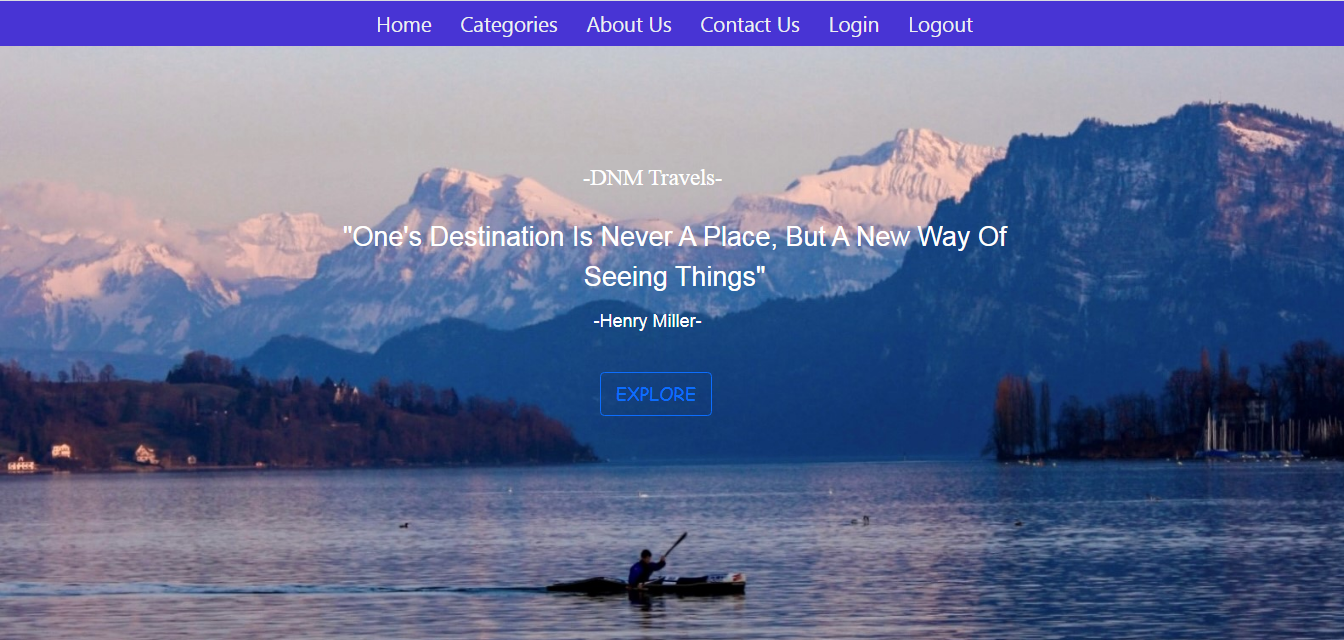 Home Categories About Us Contact Us Login Logout
-DNM Travels-
"One's Destination Is Never A Place, But A New Way Of
Seeing Things"
-Henry Miller-
EXPLORE